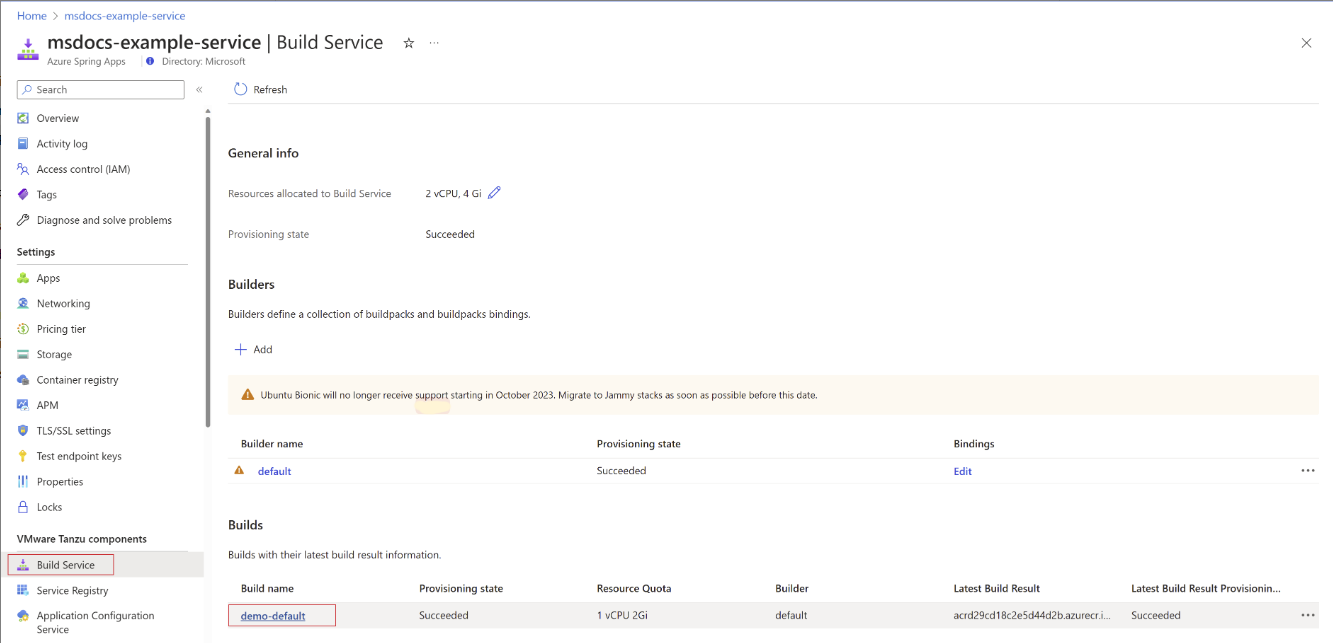 Home > msdocs-example-service
msdocs-example-service | Build Service ☆ ...
Azure Spring Apps Directory: Microsoft
Search «
Refresh
Overview
Activity log
Access control (IAM)
Tags
Diagnose and solve problems
Settings
Apps
Networking
Pricing tier
Storage
Container registry
APM
TLS/SSL settings
Test endpoint keys
Properties
Locks
VMware Tanzu components
Build Service
Service Registry
Application Configuration
Service
General info
Resources allocated to Build Service 2 vCPU, 4 Gi
Provisioning state Succeeded
Builders
Builders define a collection of buildpacks and buildpacks bindings.
+ Add
Ubuntu Bionic will no longer receive support starting in October 2023. Migrate to Jammy stacks as soon as possible before this date.
Builder name Provisioning state Bindings
default Succeeded Edit ...
Builds
Builds with their latest build result information.
Build name Provisioning state Resource Quota Builder Latest Build Result Latest Build Result Provisionin...
demo-default Succeeded 1 vCPU 2Gi default acrd29cd18c2e5d44d2b.azurecr.i... Succeeded ...